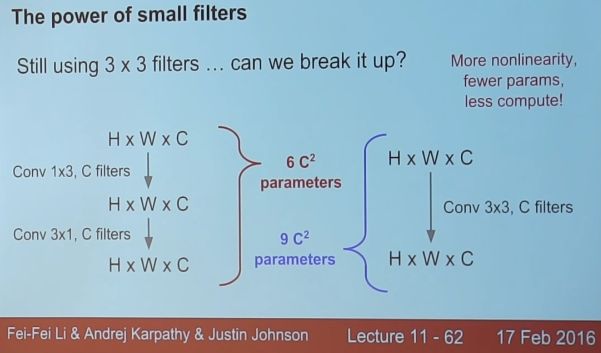 The power of small filters
Still using 3 x 3 filters … can we break it up?
More nonlinearity,
fewer params,
less compute!
H x W x C
Conv 1x3, C filters
H x W x C
Conv 3x1, C filters
H x W x C
6 C²
parameters
9 C²
parameters
H x W x C
Conv 3x3, C filters
H x W x C
Fei-Fei Li & Andrej Karpathy & Justin Johnson
Lecture 11 - 62
17 Feb 2016